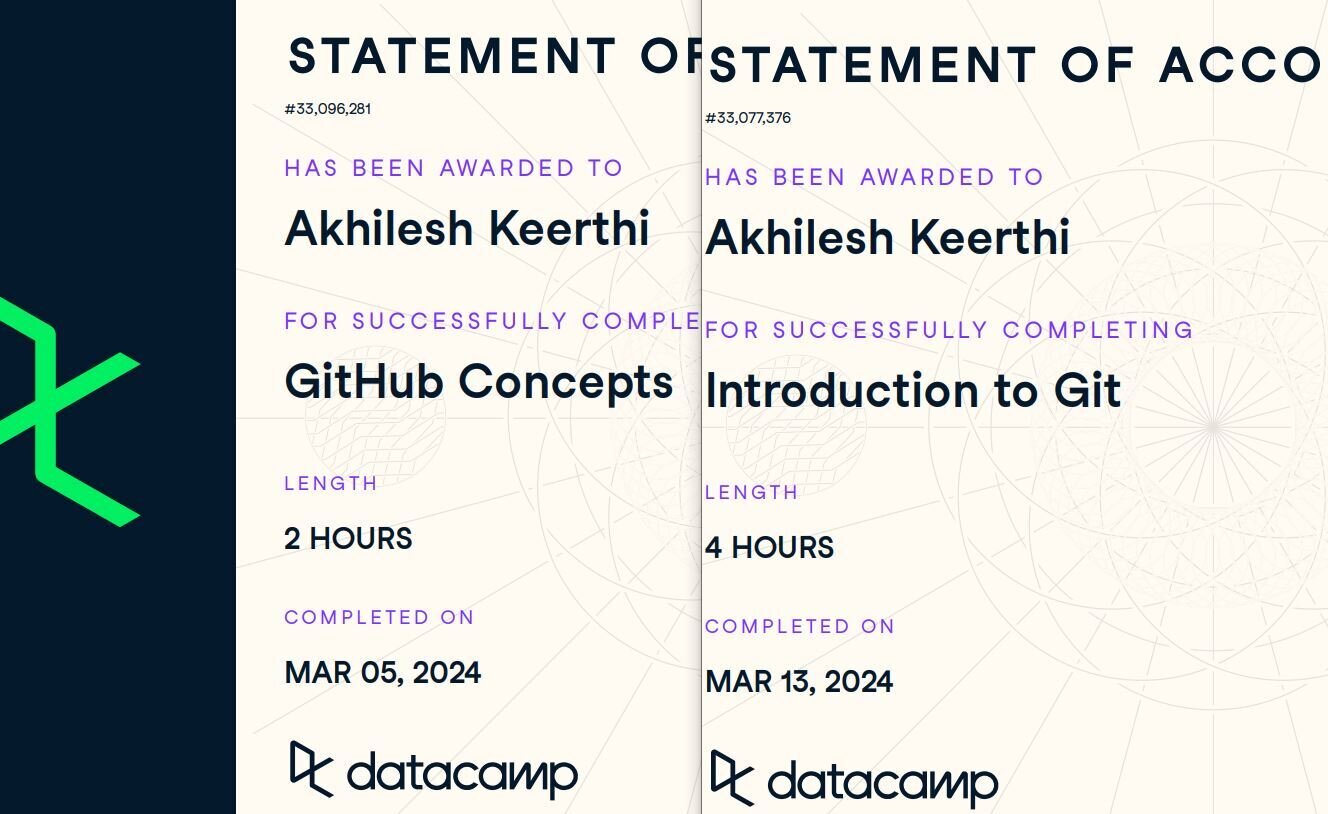 STATEMENT OF
#33,096,281
HAS BEEN AWARDED TO
Akhilesh Keerthi
FOR SUCCESSFULLY COMPLE
GitHub Concepts
LENGTH
2 HOURS
COMPLETED ON
MAR 05, 2024
datacamp
STATEMENT OF ACCO
#33,077,376
HAS BEEN AWARDED TO
Akhilesh Keerthi
FOR SUCCESSFULLY COMPLETING
Introduction to Git
LENGTH
4 HOURS
COMPLETED ON
MAR 13, 2024
datacamp